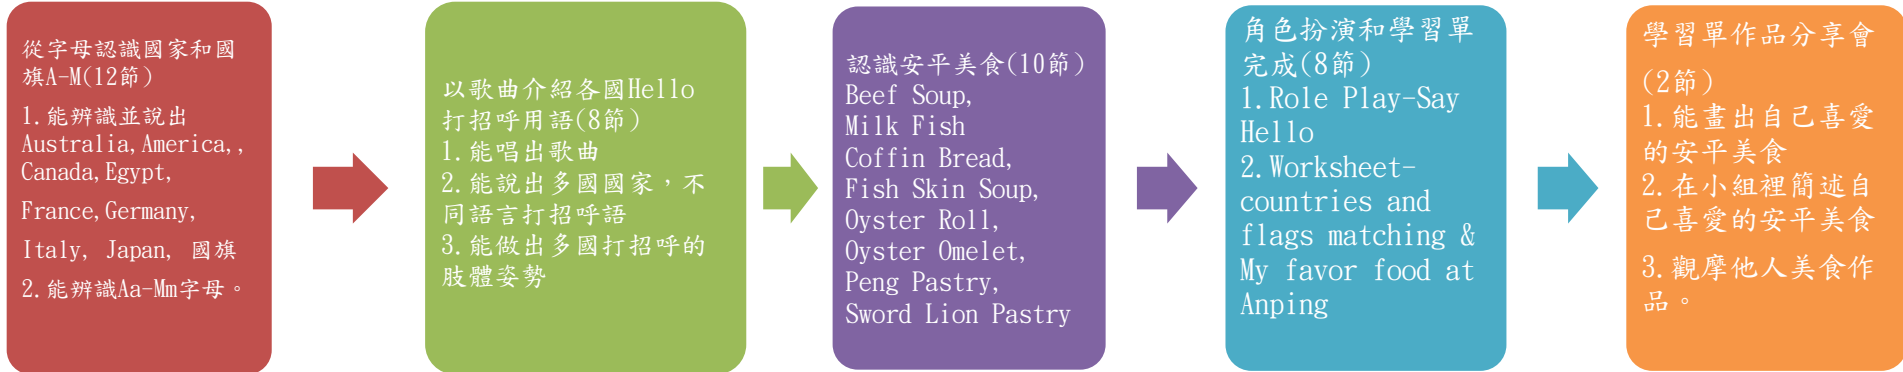 從字母認識國家和國
旗A-M(12節)
1.能辨識並說出
Australia,America,,
Canada,Egypt,
France,Germany,
Italy, Japan, 國旗
2.能辨識Aa-Mm字母。
以歌曲介紹各國Hello
打招呼用語(8節)
1.能唱出歌曲
2.能說出多國國家，不
同語言打招呼語
3.能做出多國打招呼的
肢體姿勢
認識安平美食(10節)
Beef Soup,
Milk Fish
Coffin Bread,
Fish Skin Soup,
Oyster Roll,
Oyster Omelet,
Peng Pastry,
Sword Lion Pastry
角色扮演和學習單
完成(8節)
1.Role Play-Say
Hello
2.Worksheet-
countries and
flags matching &
My favor food at
Anping
學習單作品分享會
(2節)
1.能畫出自己喜愛
的安平美食
2.在小組裡簡述自
己喜愛的安平美食
3.觀摩他人美食作
品。